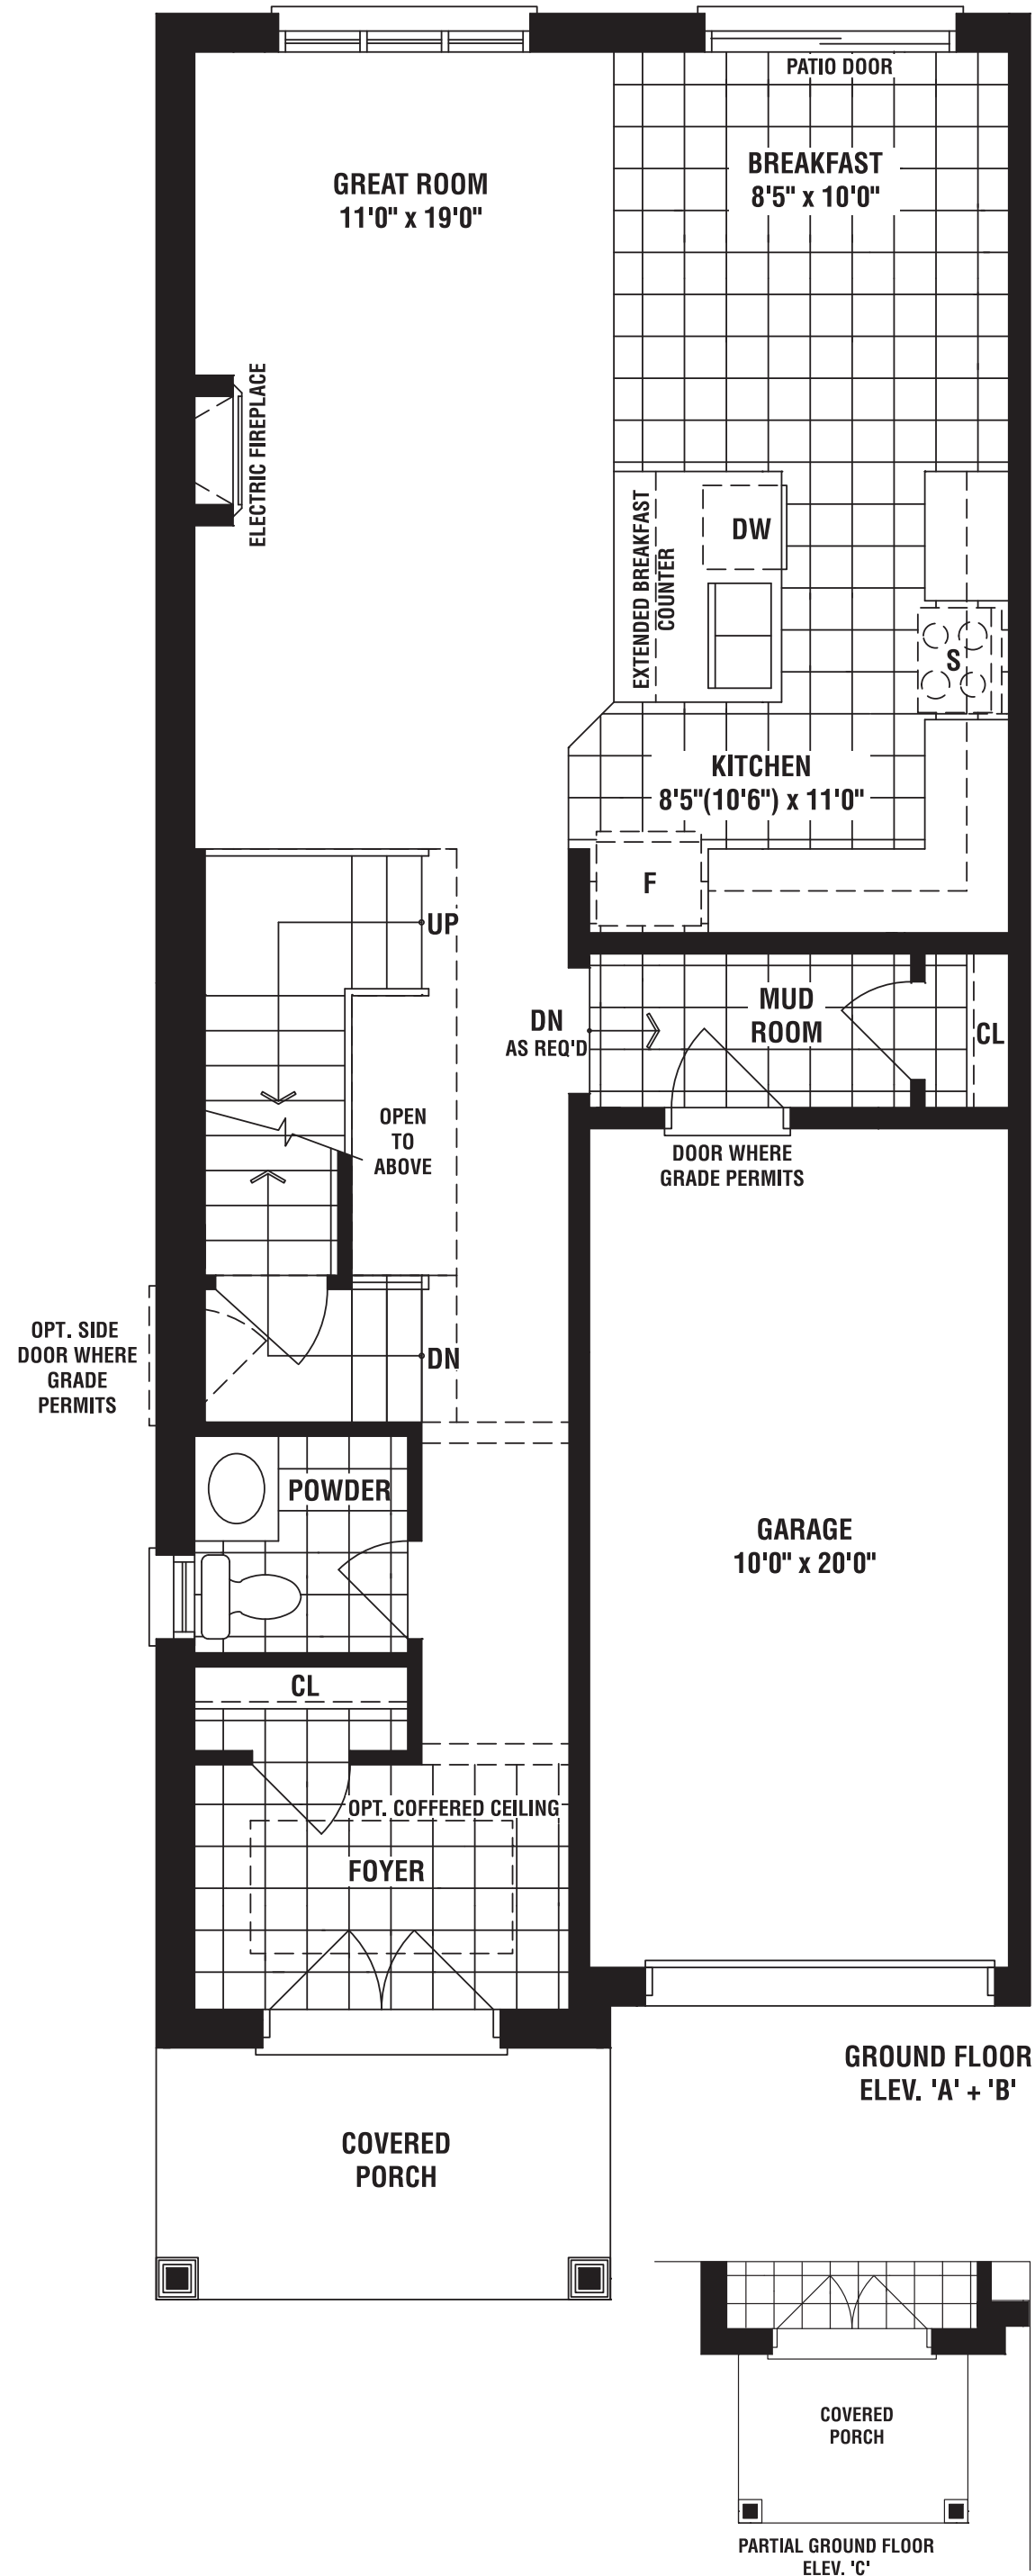 PATIO DOOR
BREAKFAST
8'5" x 10'0"
GREAT ROOM
11'0" x 19'0"
ELECTRIC FIREPLACE
EXTENDED BREAKFAST
COUNTER
DW
S
KITCHEN
8'5"(10'6") x 11'0"
F
UP
MUD
ROOM
CL
DN
AS REQ'D
OPEN
TO
ABOVE
DOOR WHERE
GRADE PERMITS
OPT. SIDE
DOOR WHERE
GRADE
PERMITS
DN
POWDER
GARAGE
10'0" x 20'0"
CL
OPT. COFFERED CEILING
FOYER
GROUND FLOOR
ELEV. 'A' + 'B'
COVERED
PORCH
COVERED
PORCH
PARTIAL GROUND FLOOR
ELEV. 'C'